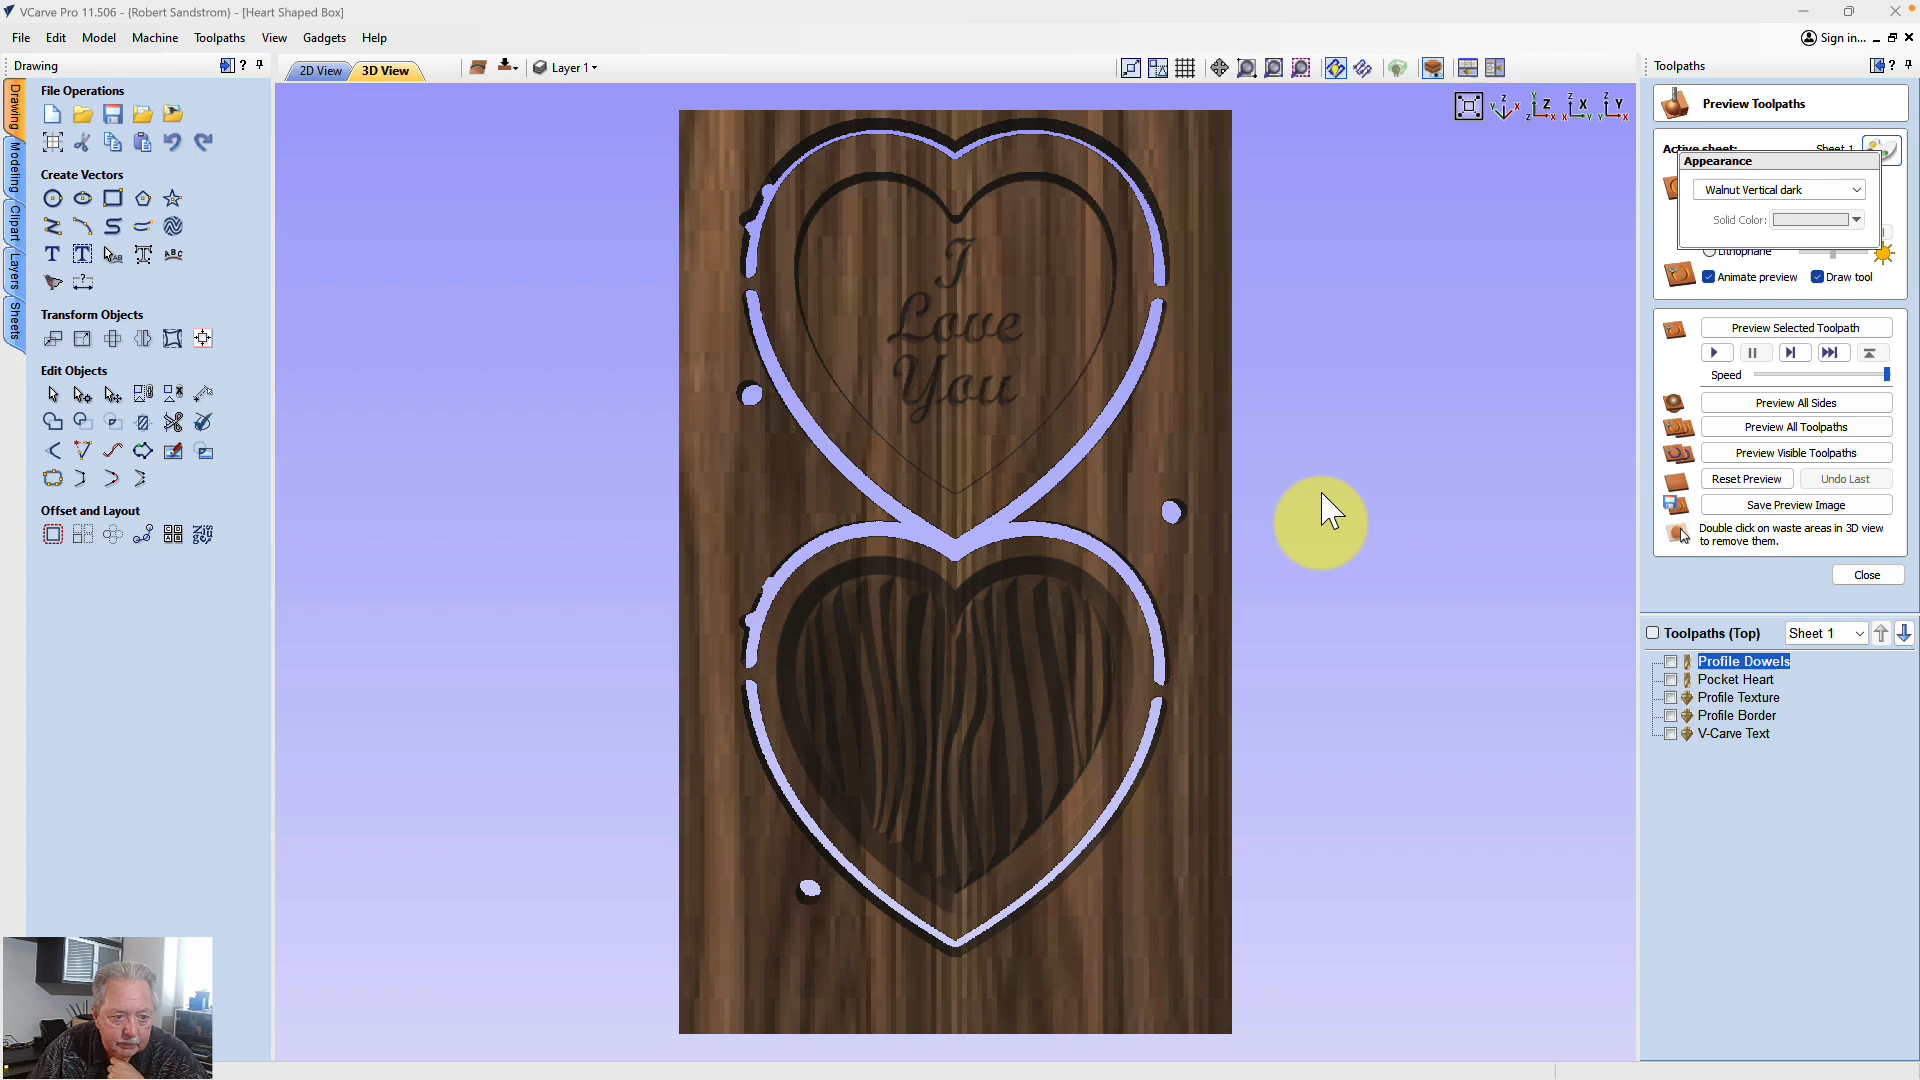 VCarve Pro 11.506 - {Robert Sandstrom} - [Heart Shaped Box]
File Edit Model Machine Toolpaths View Gadgets Help
Sign in...
Drawing
2D View
3D View
Layer 1
Toolpaths
Drawing
Modeling
Clipart
Layers
Sheets
File Operations
Create Vectors
Transform Objects
Edit Objects
Offset and Layout
I
Love
You
Preview Toolpaths
Active sheet: Sheet 1
Appearance
Walnut Vertical dark
Solid Color:
Lithophane
Animate preview
Draw tool
Preview Selected Toolpath
Speed
Preview All Sides
Preview All Toolpaths
Preview Visible Toolpaths
Reset Preview
Undo Last
Save Preview Image
Double click on waste areas in 3D view
to remove them.
Close
Toolpaths (Top)
Sheet 1
Profile Dowels
Pocket Heart
Profile Texture
Profile Border
V-Carve Text